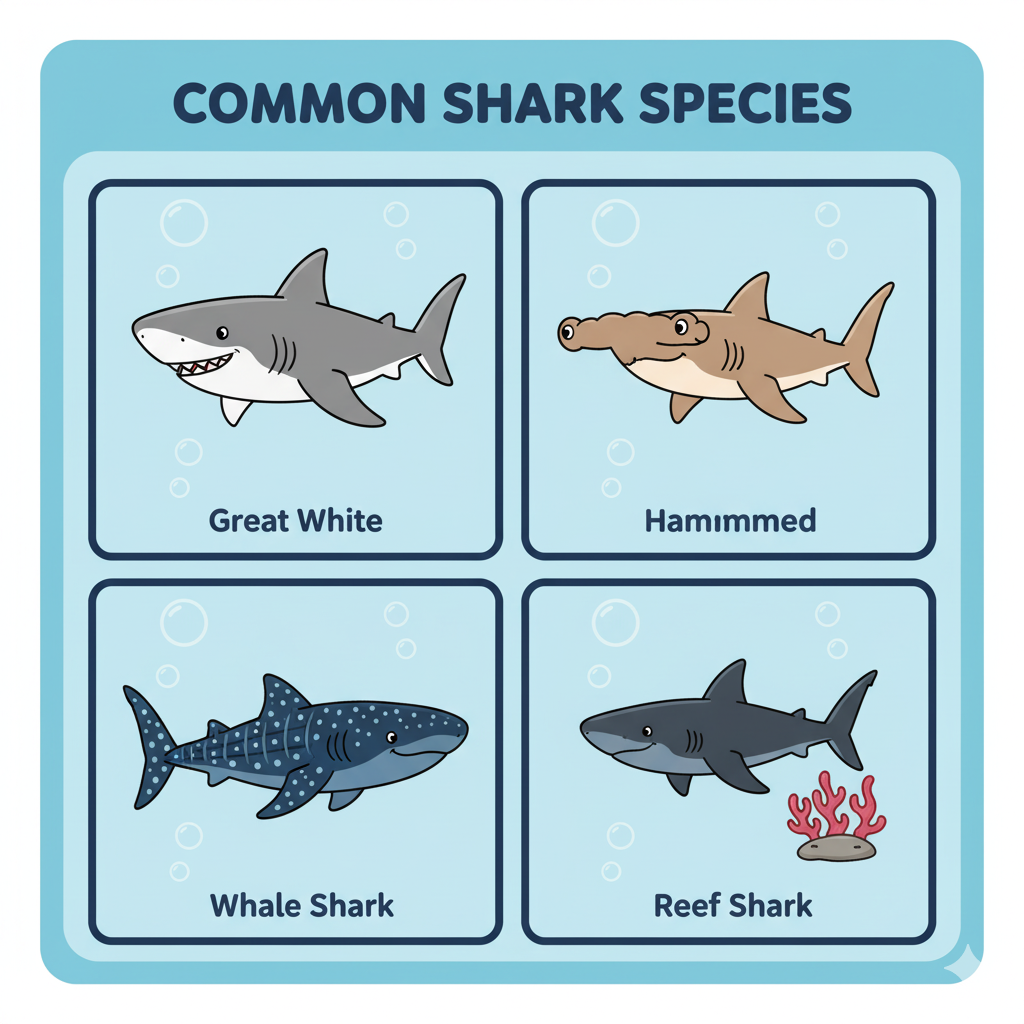 COMMON SHARK SPECIES
Great White
Hamımmed
Whale Shark
Reef Shark